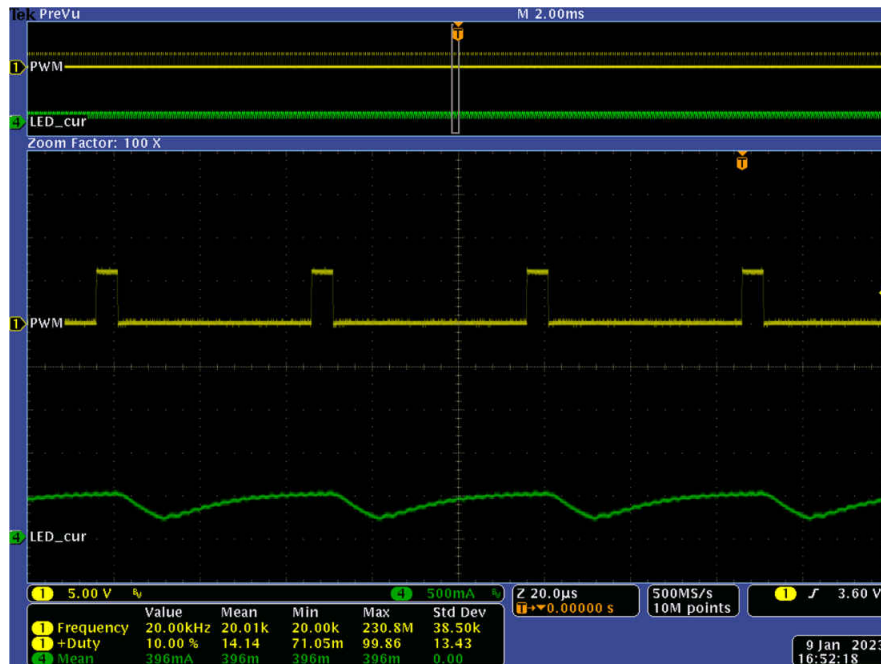 Tek PreVu M 2.00ms
T
1 PWM
4 LED_cur
Zoom Factor: 100 X
T
1 PWM
4 LED_cur
1 5.00 V 4 500mA Z 20.0µs 500MS/s 1 3.60 V
T→▼0.00000 s 10M points
Value Mean Min Max Std Dev
1 Frequency 20.00kHz 20.01k 20.00k 230.8M 38.50k
1 +Duty 10.00 % 14.14 71.05m 99.86 13.43
4 Mean 396mA 396m 396m 396m 0.00
9 Jan 2023
16:52:18